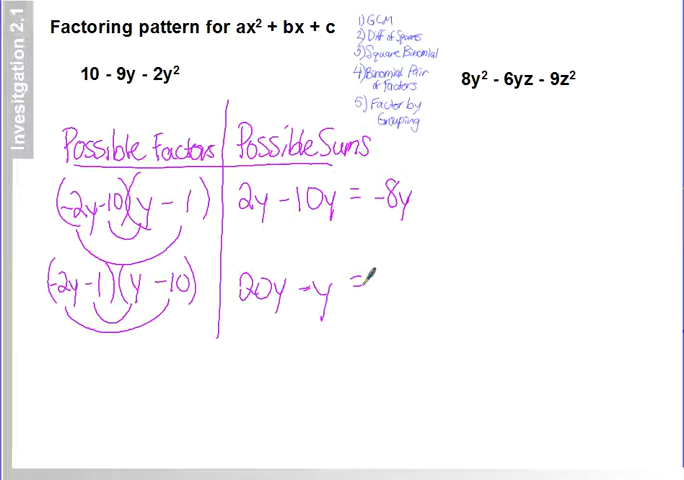 Invesitgation 2.1
Factoring pattern for ax² + bx + c
1) GCM
2) Diff of Squares
3) Square Binomial
4) Binomial Pair
of Factors
5) Factor by
Grouping
10 - 9y - 2y²
8y² - 6yz - 9z²
Possible Factors
Possible Sums
(-2y-10)(y - 1)
2y - 10y = -8y
(-2y - 1)(y - 10)
20y - y =